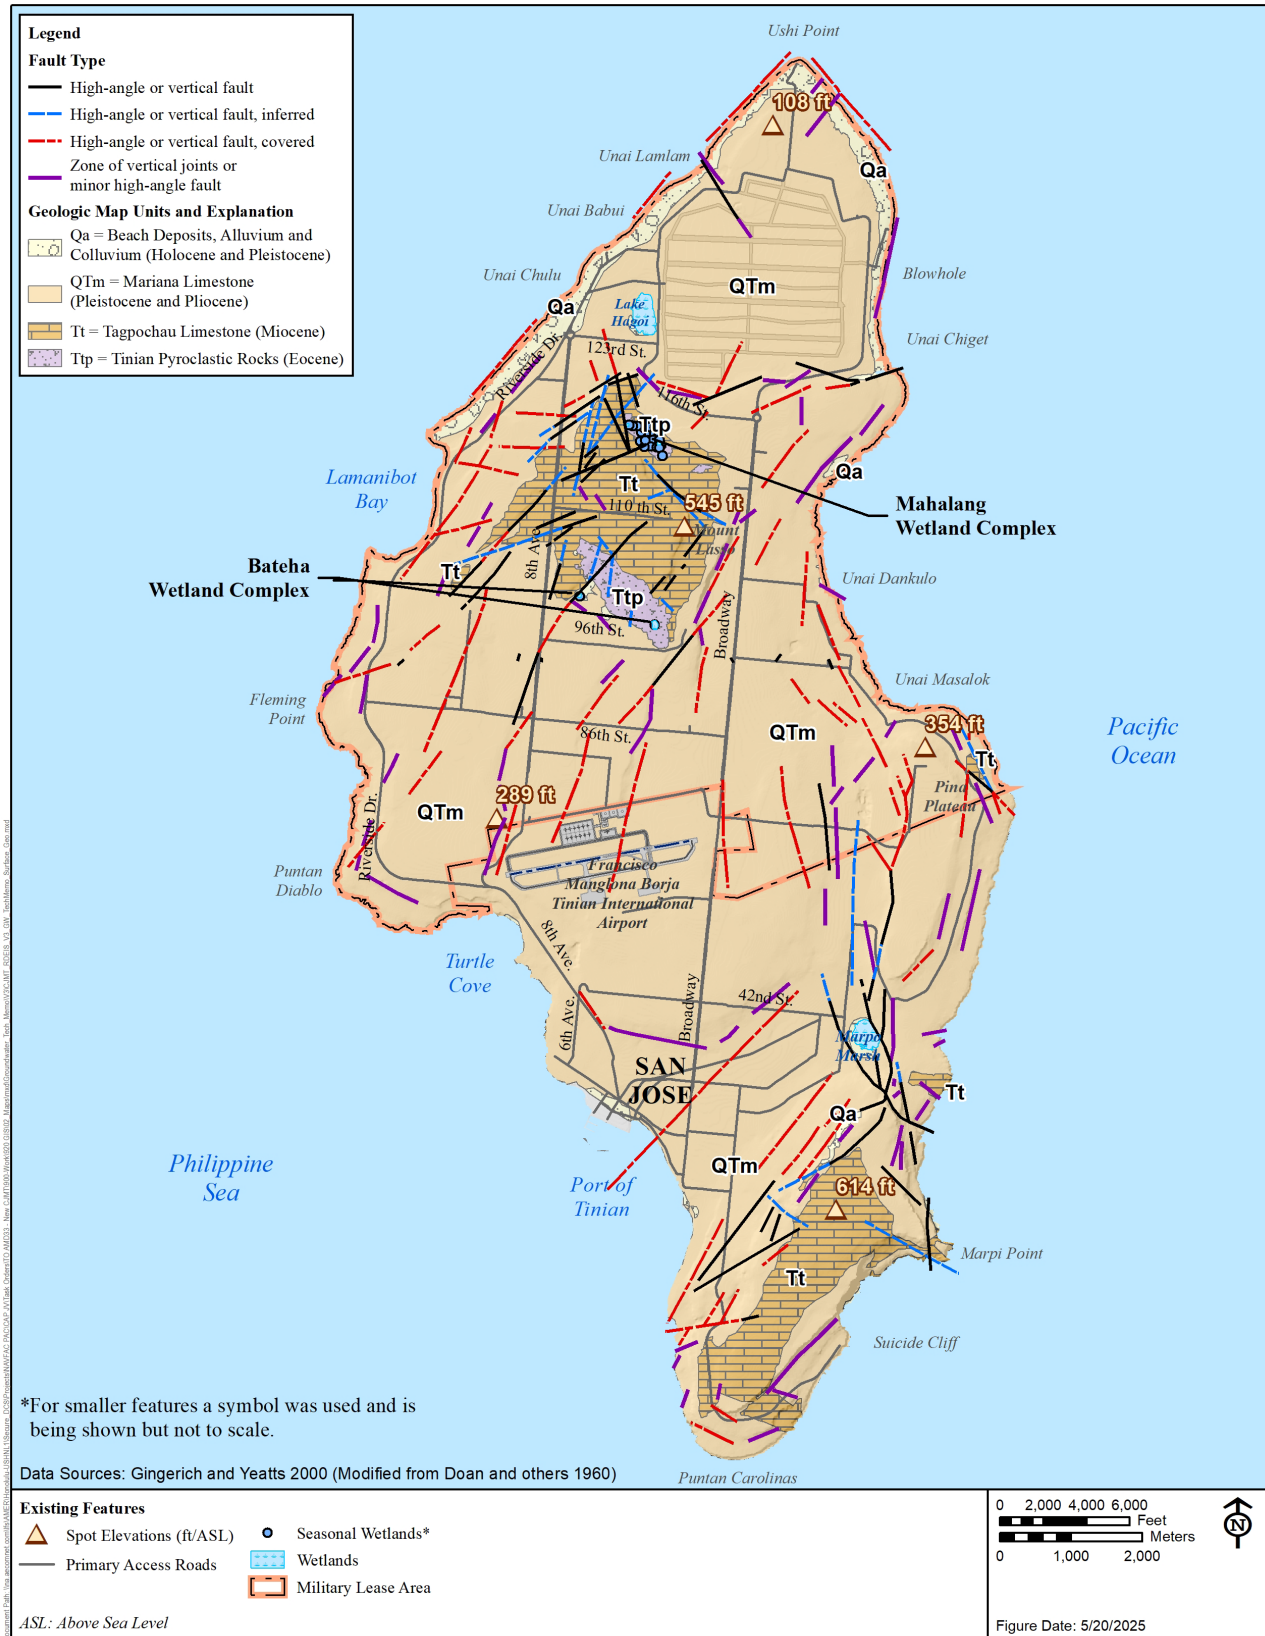 Legend
Fault Type
High-angle or vertical fault
High-angle or vertical fault, inferred
High-angle or vertical fault, covered
Zone of vertical joints or
minor high-angle fault
Geologic Map Units and Explanation
Qa = Beach Deposits, Alluvium and
Colluvium (Holocene and Pleistocene)
QTm = Mariana Limestone
(Pleistocene and Pliocene)
Tt = Tagpochau Limestone (Miocene)
Ttp = Tinian Pyroclastic Rocks (Eocene)
Ushi Point
108 ft
Unai Lamlam
Qa
Unai Babui
Unai Chulu
Blowhole
QTm
Lake
Hagoi
Qa
Unai Chiget
Riverside Dr.
123rd St.
116th St.
Ttp
Qa
Lamanibot
Bay
Tt
545 ft
Mahalang
Wetland Complex
110 th St.
Mount
Lasso
8th Ave.
Bateha
Wetland Complex
Tt
Unai Dankulo
Ttp
Broadway
96th St.
Unai Masalok
Fleming
Point
86th St.
QTm
354 ft
Pacific
Ocean
Tt
Pina
Plateau
289 ft
QTm
Riverside Dr.
Puntan
Diablo
Francisco
Manglona Borja
Tinian International
Airport
8th Ave.
Turtle
Cove
42nd St.
Broadway
6th Ave.
Marpo
Marsh
SAN
JOSE
Tt
Qa
Philippine
Sea
QTm
Port of
Tinian
614 ft
Marpi Point
Tt
Suicide Cliff
*For smaller features a symbol was used and is
being shown but not to scale.
Data Sources: Gingerich and Yeatts 2000 (Modified from Doan and others 1960)
Puntan Carolinas
Existing Features
Spot Elevations (ft/ASL)
Primary Access Roads
Seasonal Wetlands*
Wetlands
Military Lease Area
ASL: Above Sea Level
0 2,000 4,000 6,000
Feet
Meters
0 1,000 2,000
N
Figure Date: 5/20/2025